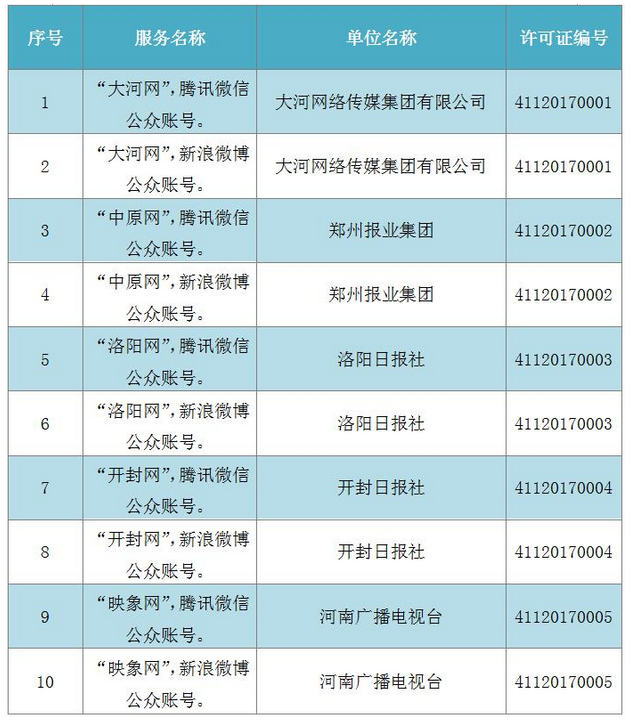 序号 服务名称 单位名称 许可证编号
1 “大河网”,腾讯微信公众账号。 大河网络传媒集团有限公司 41120170001
2 “大河网”,新浪微博公众账号。 大河网络传媒集团有限公司 41120170001
3 “中原网”,腾讯微信公众账号。 郑州报业集团 41120170002
4 “中原网”,新浪微博公众账号。 郑州报业集团 41120170002
5 “洛阳网”,腾讯微信公众账号。 洛阳日报社 41120170003
6 “洛阳网”,新浪微博公众账号。 洛阳日报社 41120170003
7 “开封网”,腾讯微信公众账号。 开封日报社 41120170004
8 “开封网”,新浪微博公众账号。 开封日报社 41120170004
9 “映象网”,腾讯微信公众账号。 河南广播电视台 41120170005
10 “映象网”,新浪微博公众账号。 河南广播电视台 41120170005